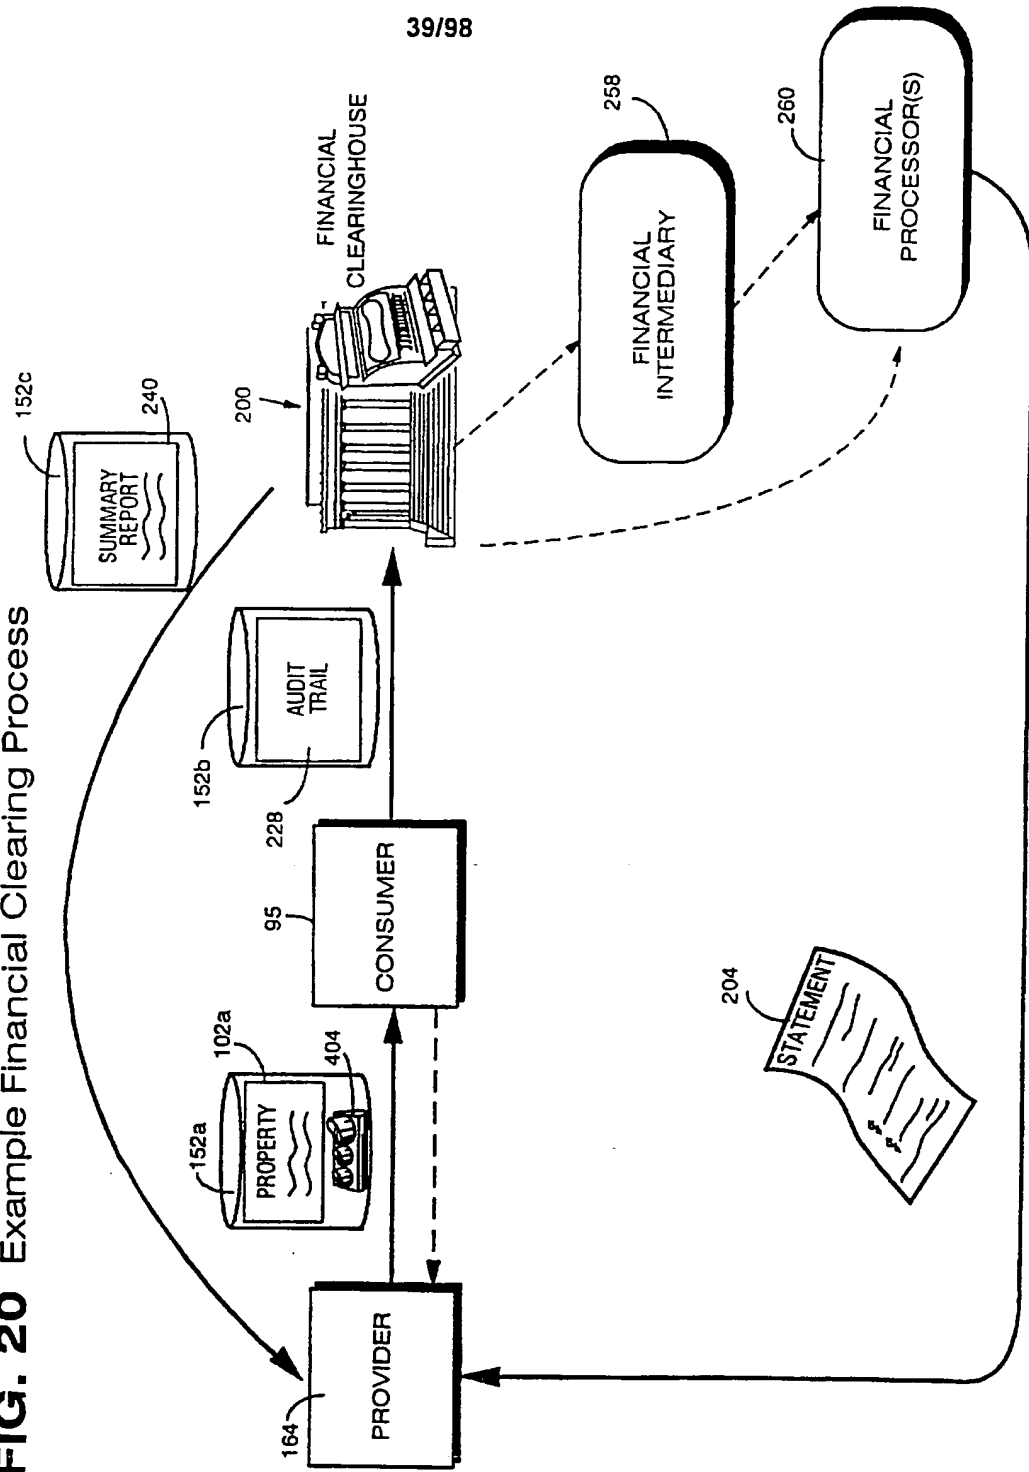 39/98
FIG. 20 Example Financial Clearing Process
152c
SUMMARY
REPORT
240
152a
PROPERTY
102a
404
152b
AUDIT
TRAIL
228
200
FINANCIAL
CLEARINGHOUSE
164
PROVIDER
95
CONSUMER
FINANCIAL
INTERMEDIARY
258
FINANCIAL
PROCESSOR(S)
260
STATEMENT
204